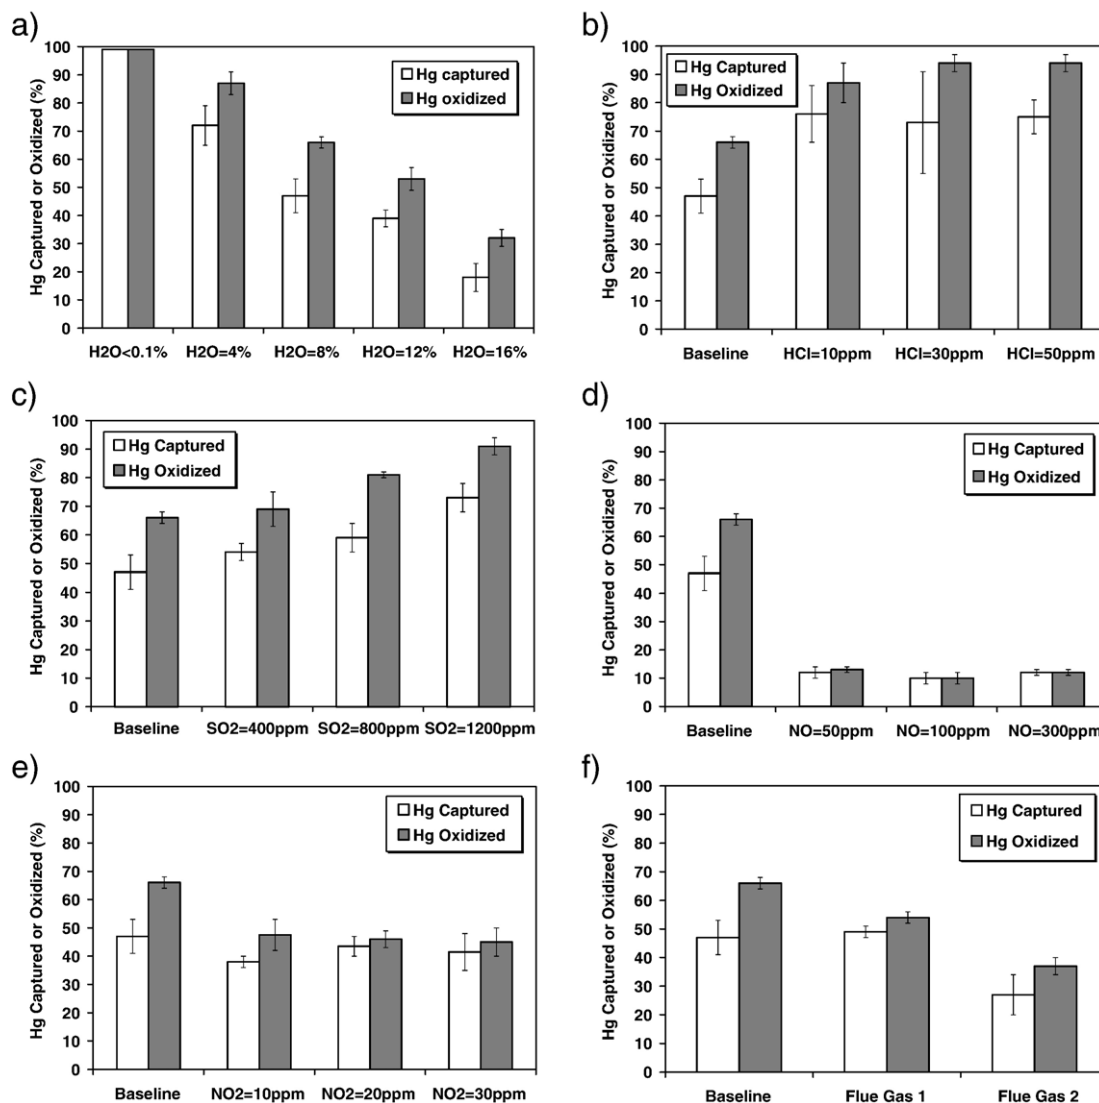 a)
Hg Captured or Oxidized (%)
100
90
80
70
60
50
40
30
20
10
0
Hg captured
Hg oxidized
H2O<0.1% H2O=4% H2O=8% H2O=12% H2O=16%
b)
Hg Captured or Oxidized (%)
100
90
80
70
60
50
40
30
20
10
0
Hg Captured
Hg Oxidized
Baseline HCl=10ppm HCl=30ppm HCl=50ppm
c)
Hg Captured or Oxidized (%)
100
90
80
70
60
50
40
30
20
10
0
Hg Captured
Hg Oxidized
Baseline SO2=400ppm SO2=800ppm SO2=1200ppm
d)
Hg Captured or Oxidized (%)
100
90
80
70
60
50
40
30
20
10
0
Hg Captured
Hg Oxidized
Baseline NO=50ppm NO=100ppm NO=300ppm
e)
Hg Captured or Oxidized (%)
100
90
80
70
60
50
40
30
20
10
0
Hg Captured
Hg Oxidized
Baseline NO2=10ppm NO2=20ppm NO2=30ppm
f)
Hg Captured or Oxidized (%)
100
90
80
70
60
50
40
30
20
10
0
Hg Captured
Hg Oxidized
Baseline Flue Gas 1 Flue Gas 2